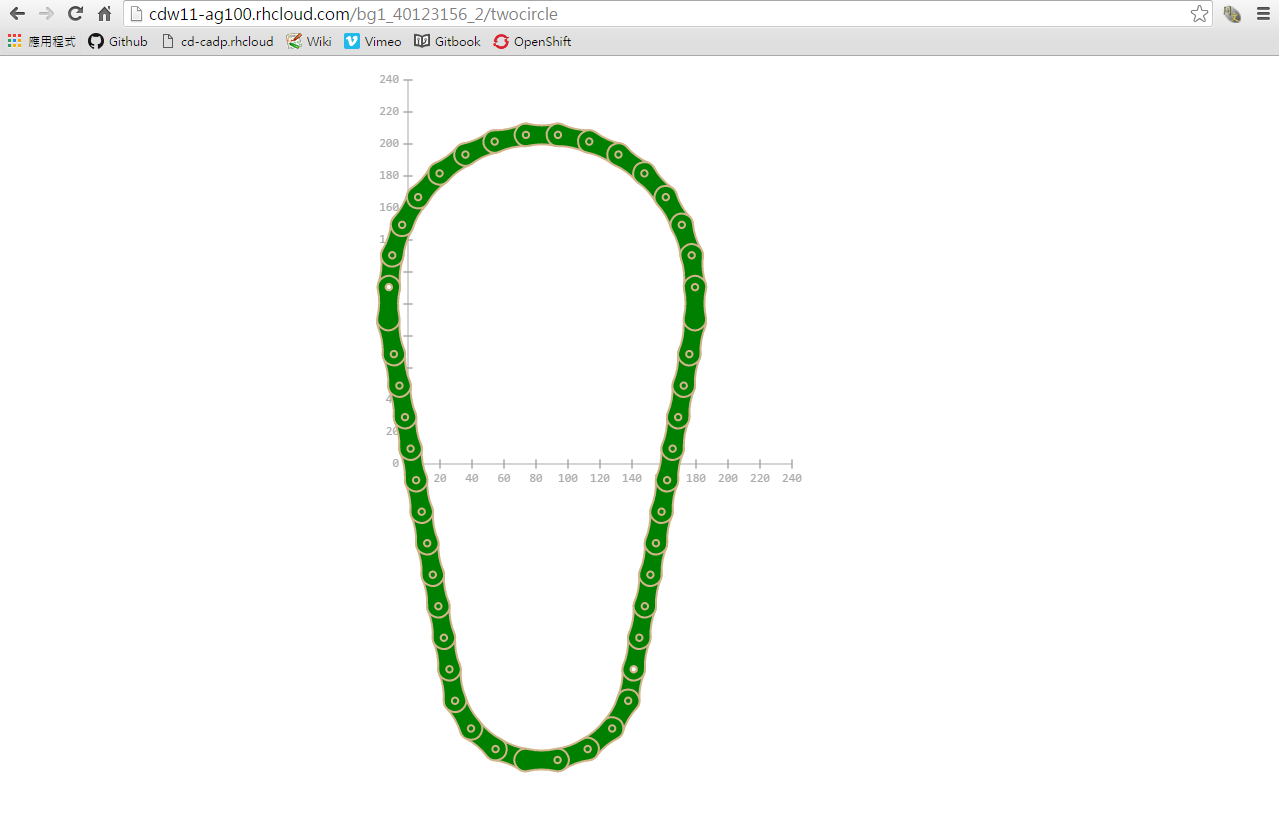 cdw11-ag100.rhcloud.com/bg1_40123156_2/twocircle
應用程式 Github cd-cadp.rhcloud Wiki Vimeo Gitbook OpenShift
240
220
200
180
160
20
0
20 40 60 80 100 120 140 180 200 220 240